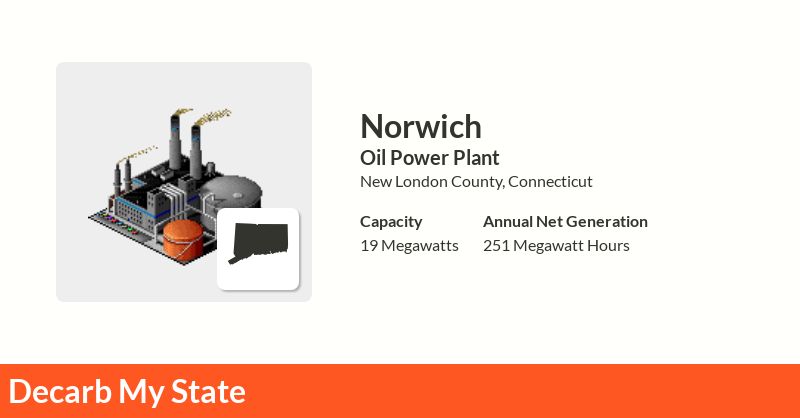 Norwich
Oil Power Plant
New London County, Connecticut
Capacity
19 Megawatts
Annual Net Generation
251 Megawatt Hours
Decarb My State